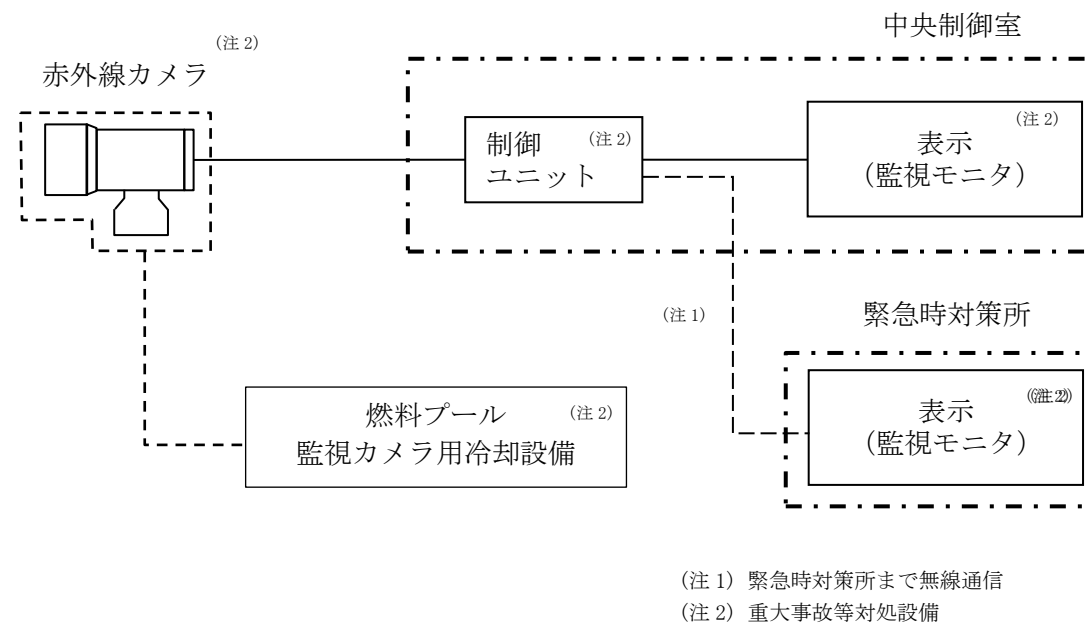 中央制御室
(注 2)
赤外線カメラ
制御 (注 2)
ユニット
(注 2)
表示
(監視モニタ)
(注 1)
緊急時対策所
燃料プール (注 2)
監視カメラ用冷却設備
表示
(監視モニタ)
(注 1) 緊急時対策所まで無線通信
(注 2) 重大事故等対処設備